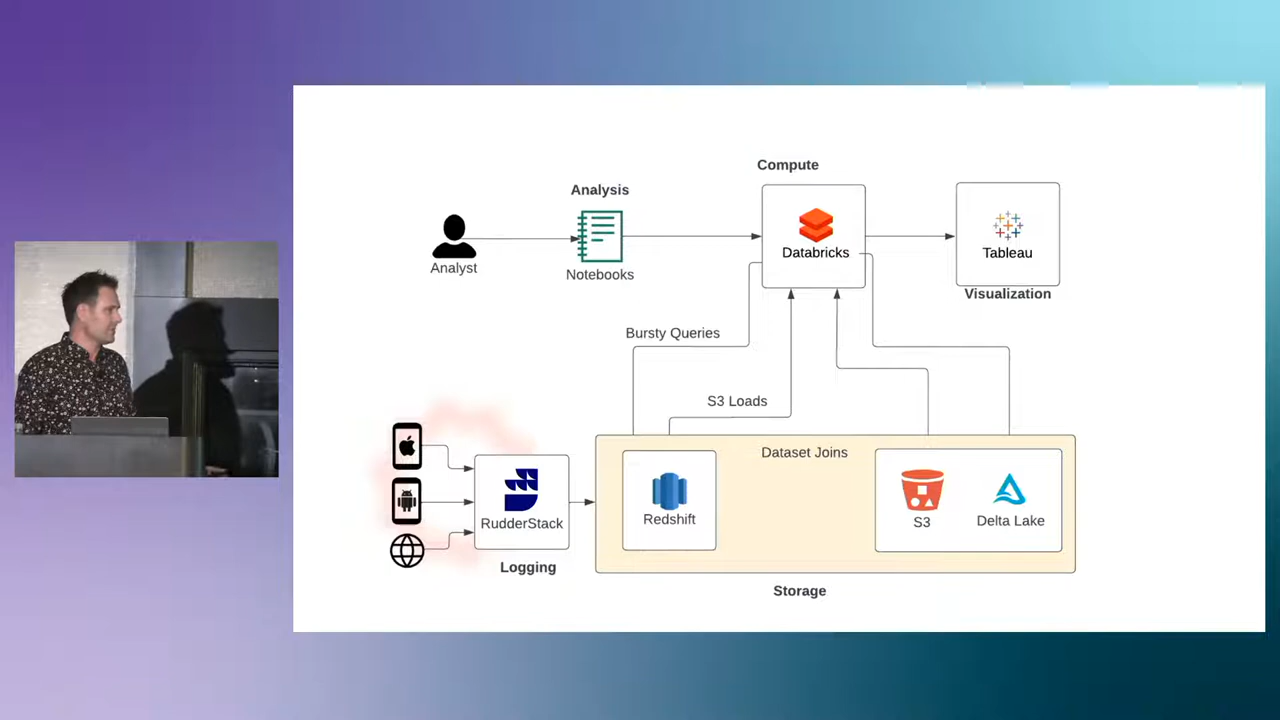 Compute
Analysis
Databricks
Tableau
Analyst
Notebooks
Visualization
Bursty Queries
S3 Loads
Dataset Joins
Redshift
S3
Delta Lake
RudderStack
Logging
Storage